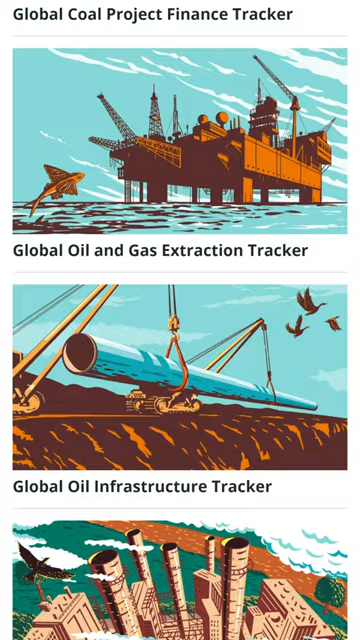 Global Coal Project Finance Tracker
Global Oil and Gas Extraction Tracker
Global Oil Infrastructure Tracker